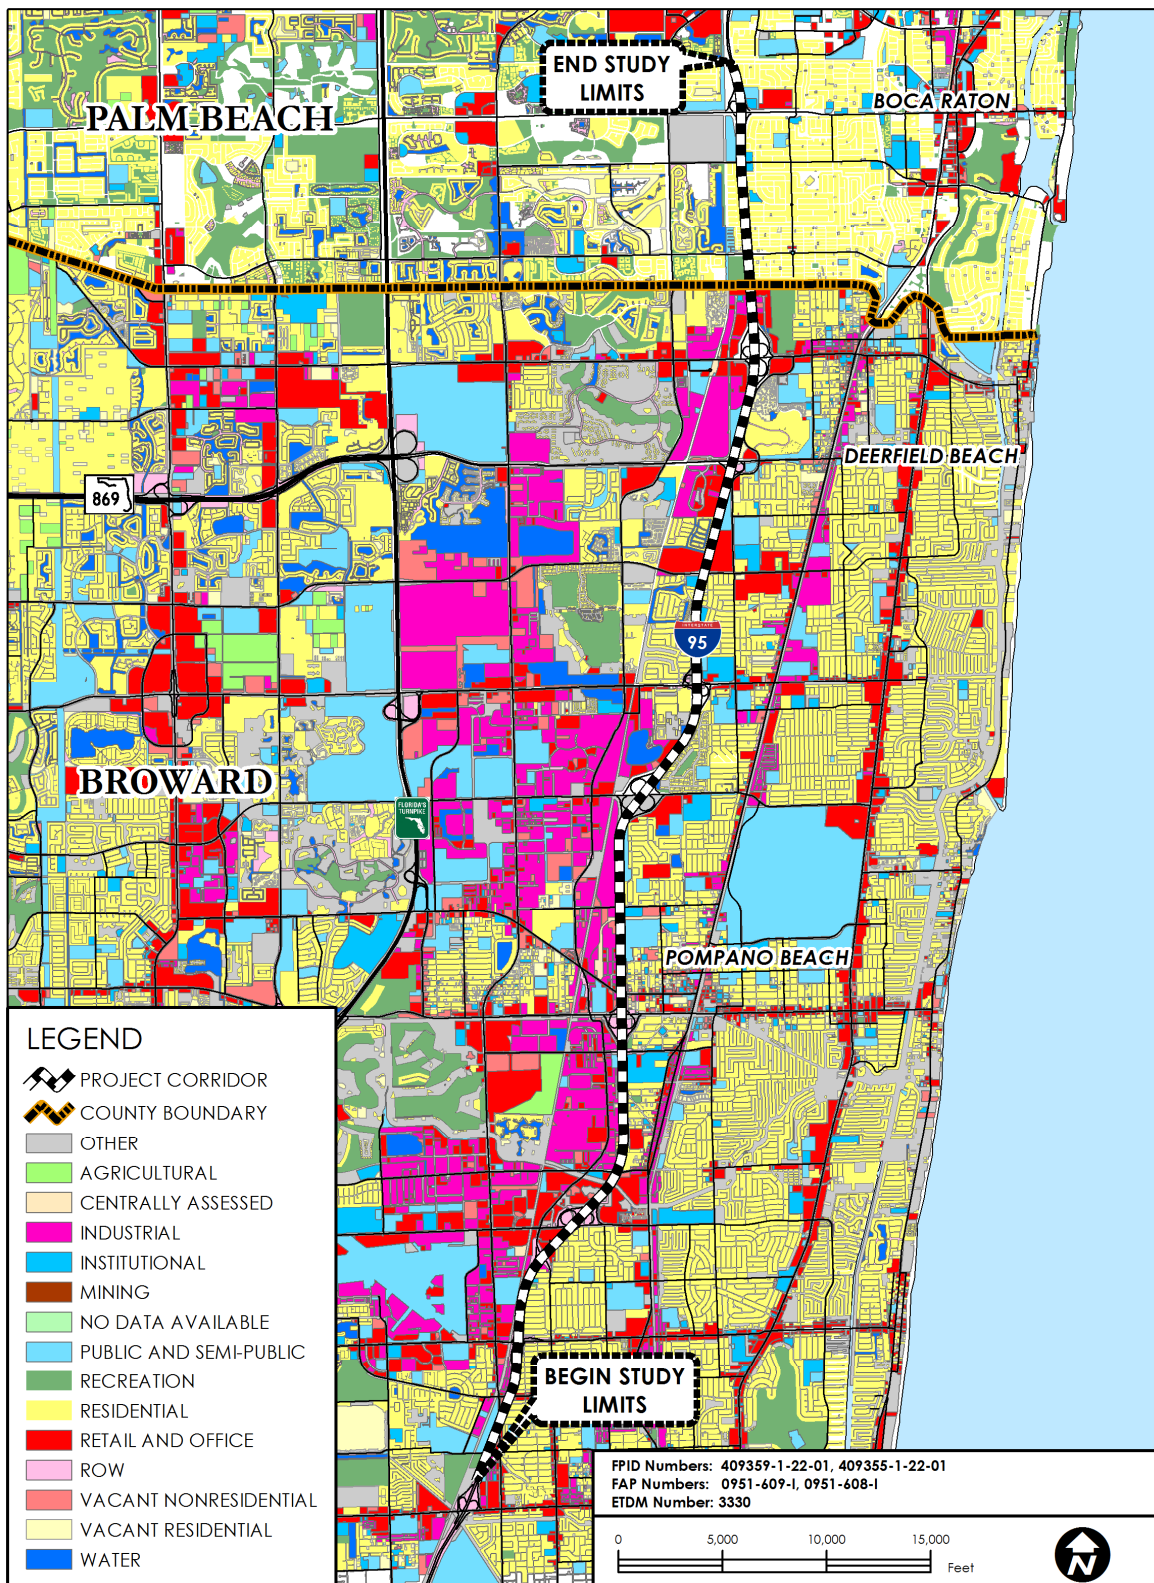 END STUDY
LIMITS
BOCA RATON
PALM BEACH
DEERFIELD BEACH
869
INTERSTATE
95
BROWARD
FLORIDA'S
TURNPIKE
POMPANO BEACH
LEGEND
PROJECT CORRIDOR
COUNTY BOUNDARY
OTHER
AGRICULTURAL
CENTRALLY ASSESSED
INDUSTRIAL
INSTITUTIONAL
MINING
NO DATA AVAILABLE
PUBLIC AND SEMI-PUBLIC
RECREATION
RESIDENTIAL
RETAIL AND OFFICE
ROW
VACANT NONRESIDENTIAL
VACANT RESIDENTIAL
WATER
BEGIN STUDY
LIMITS
FPID Numbers: 409359-1-22-01, 409355-1-22-01
FAP Numbers: 0951-609-I, 0951-608-I
ETDM Number: 3330
0 5,000 10,000 15,000
Feet
N